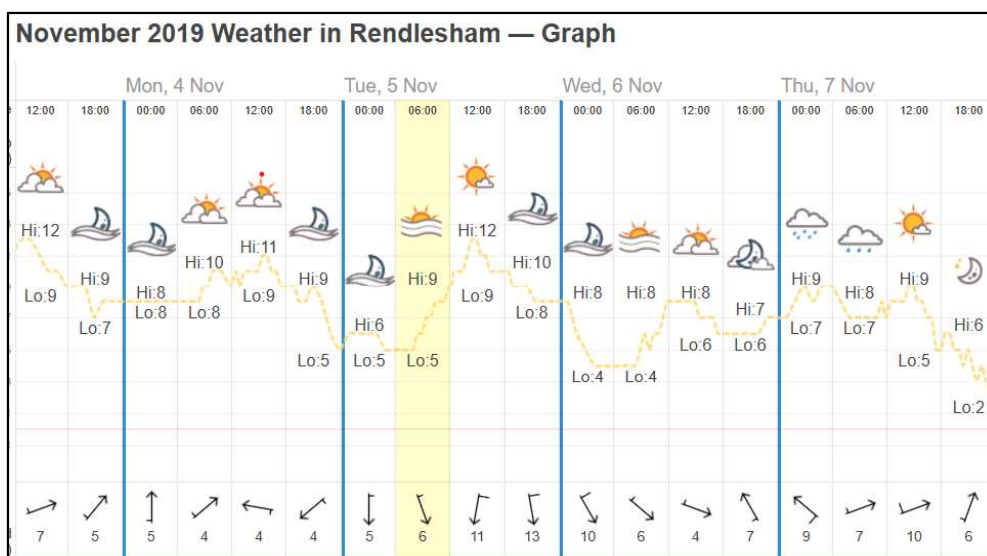 November 2019 Weather in Rendlesham — Graph
Mon, 4 Nov Tue, 5 Nov Wed, 6 Nov Thu, 7 Nov
12:00 18:00 00:00 06:00 12:00 18:00 00:00 06:00 12:00 18:00 00:00 06:00 12:00 18:00 00:00 06:00 12:00 18:00
Hi:12 Hi:9 Hi:8 Hi:10 Hi:11 Hi:9 Hi:6 Hi:9 Hi:12 Hi:10 Hi:8 Hi:8 Hi:8 Hi:7 Hi:9 Hi:8 Hi:9 Hi:6
Lo:9 Lo:7 Lo:8 Lo:8 Lo:9 Lo:5 Lo:5 Lo:5 Lo:9 Lo:8 Lo:4 Lo:4 Lo:6 Lo:6 Lo:7 Lo:7 Lo:5 Lo:2
7 5 5 4 4 4 5 6 11 13 10 6 4 7 9 7 10 6